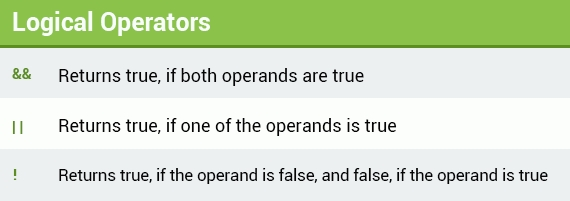 Logical Operators
&& Returns true, if both operands are true
|| Returns true, if one of the operands is true
! Returns true, if the operand is false, and false, if the operand is true